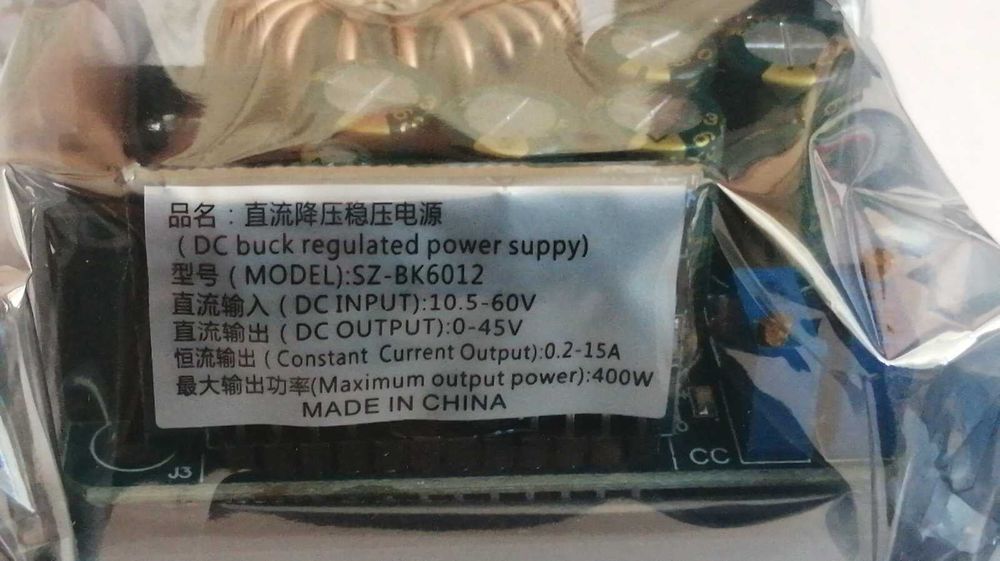 品名：直流降压稳压电源
(DC buck regulated power suppy)
型号(MODEL):SZ-BK6012
直流输入(DC INPUT):10.5-60V
直流输出(DC OUTPUT):0-45V
恒流输出(Constant Current Output):0.2-15A
最大输出功率(Maximum output power):400W
MADE IN CHINA
J3
CC